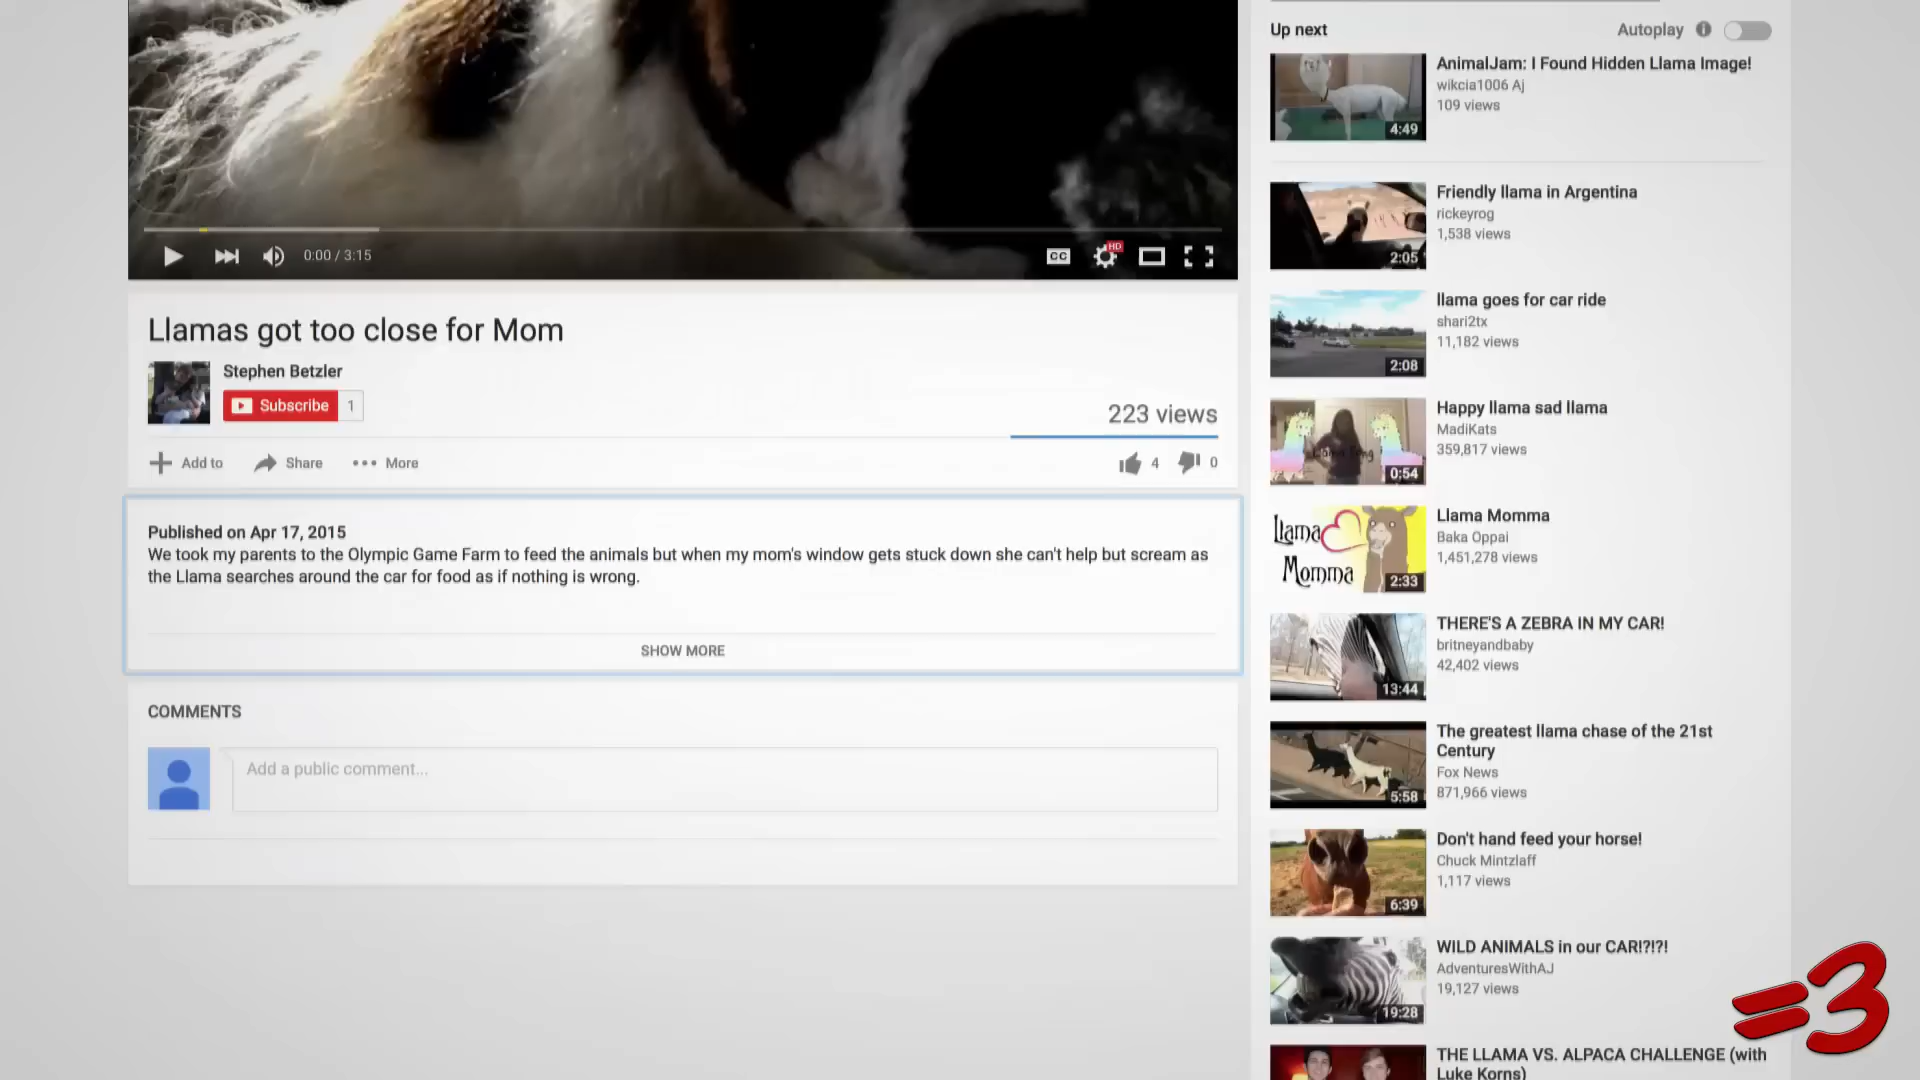 Up next
Autoplay
AnimalJam: I Found Hidden Llama Image!
wikcia1006 Aj
109 views
4:49
Friendly llama in Argentina
rickeyrog
1,538 views
2:05
llama goes for car ride
shari2tx
11,182 views
2:08
Happy llama sad llama
MadiKats
359,817 views
0:54
Llama Momma
Baka Oppai
1,451,278 views
Llama
Momma
2:33
THERE'S A ZEBRA IN MY CAR!
britneyandbaby
42,402 views
13:44
The greatest llama chase of the 21st
Century
Fox News
871,966 views
5:58
Don't hand feed your horse!
Chuck Mintzlaff
1,117 views
6:39
WILD ANIMALS in our CAR!?!?!
AdventuresWithAJ
19,127 views
19:28
THE LLAMA VS. ALPACA CHALLENGE (with
Luke Korns)
0:00 / 3:15
CC
HD
Llamas got too close for Mom
Stephen Betzler
Subscribe 1
223 views
Add to Share More
4 0
Published on Apr 17, 2015
We took my parents to the Olympic Game Farm to feed the animals but when my mom's window gets stuck down she can't help but scream as
the Llama searches around the car for food as if nothing is wrong.
SHOW MORE
COMMENTS
Add a public comment...
=3